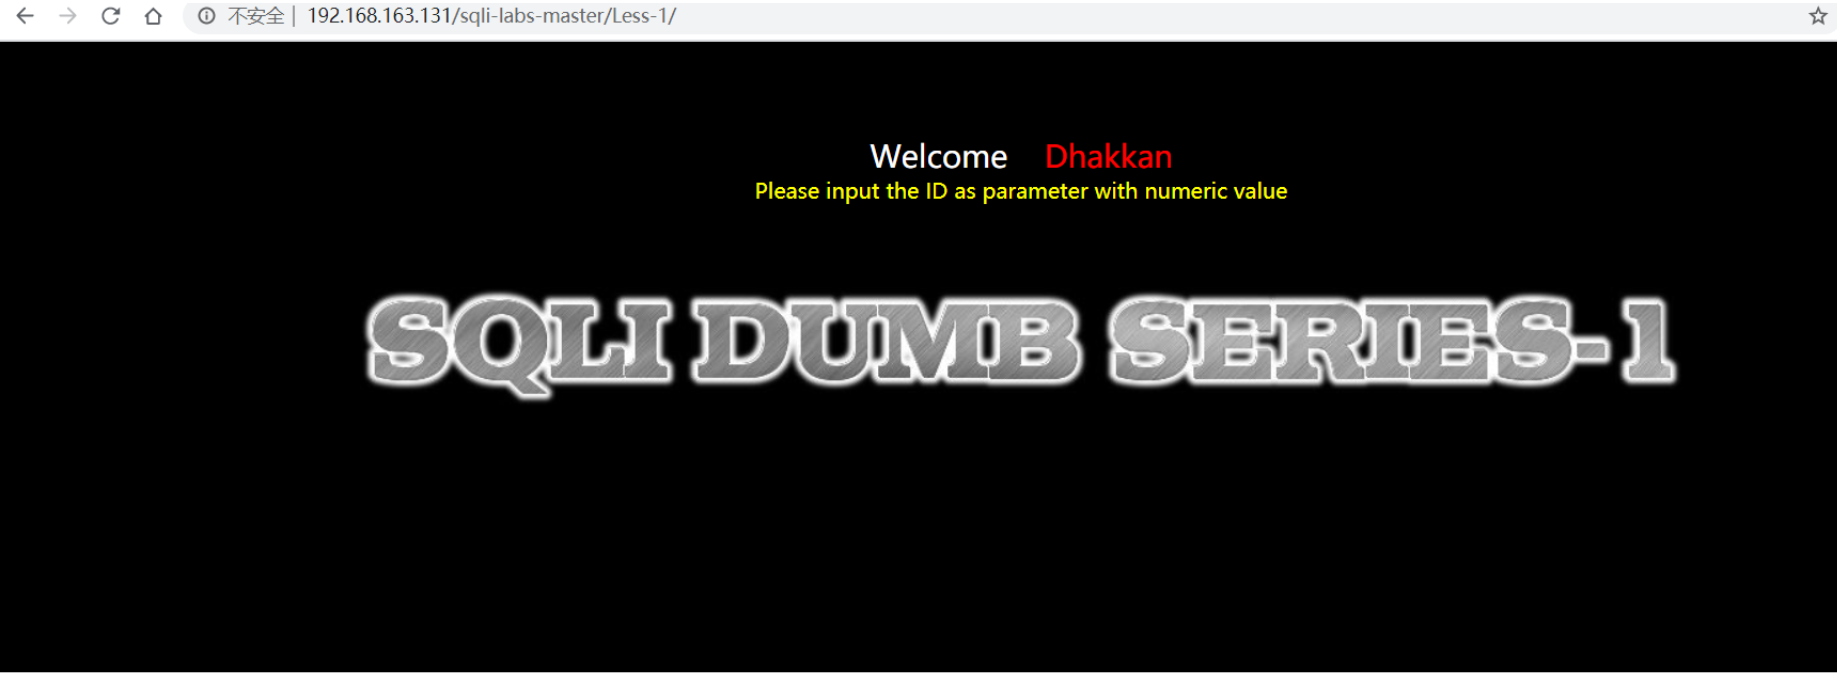 不安全 | 192.168.163.131/sqli-labs-master/Less-1/
Welcome Dhakkan
Please input the ID as parameter with numeric value
SQLI DUMB SERIES-1